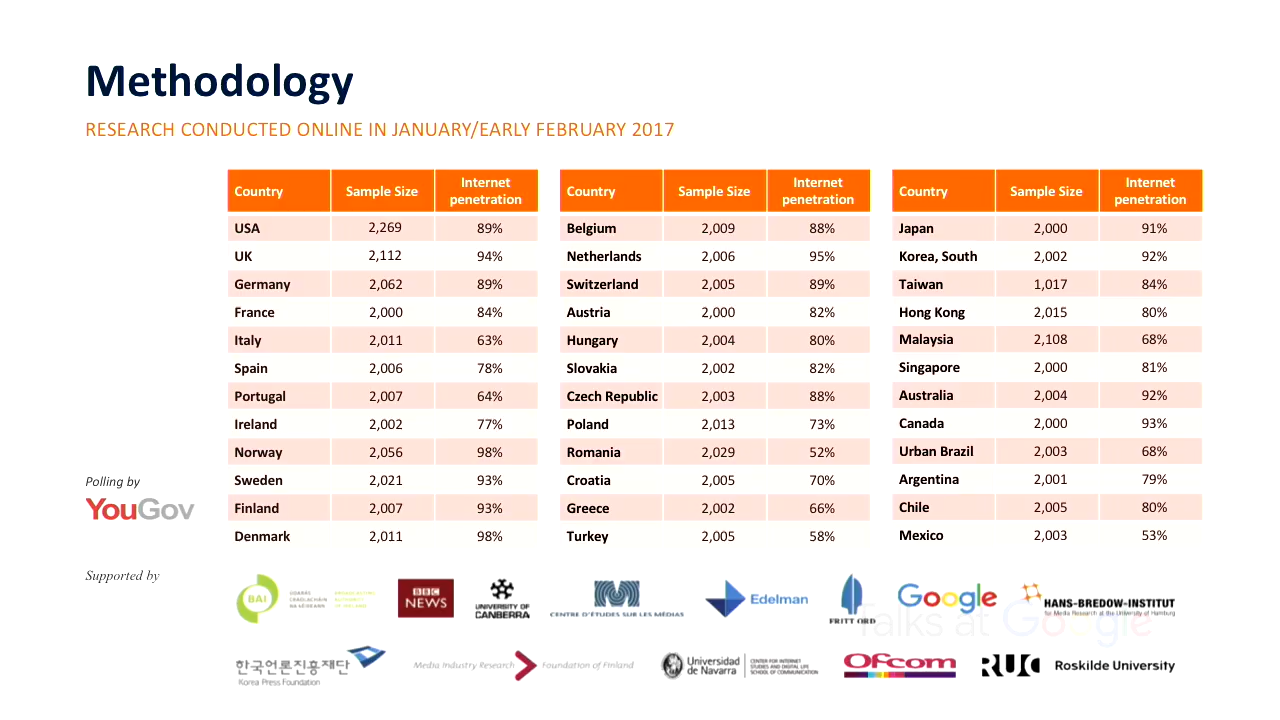 Methodology
RESEARCH CONDUCTED ONLINE IN JANUARY/EARLY FEBRUARY 2017
Country Sample Size Internet penetration
USA 2,269 89%
UK 2,112 94%
Germany 2,062 89%
France 2,000 84%
Italy 2,011 63%
Spain 2,006 78%
Portugal 2,007 64%
Ireland 2,002 77%
Norway 2,056 98%
Sweden 2,021 93%
Finland 2,007 93%
Denmark 2,011 98%
Country Sample Size Internet penetration
Belgium 2,009 88%
Netherlands 2,006 95%
Switzerland 2,005 89%
Austria 2,000 82%
Hungary 2,004 80%
Slovakia 2,002 82%
Czech Republic 2,003 88%
Poland 2,013 73%
Romania 2,029 52%
Croatia 2,005 70%
Greece 2,002 66%
Turkey 2,005 58%
Country Sample Size Internet penetration
Japan 2,000 91%
Korea, South 2,002 92%
Taiwan 1,017 84%
Hong Kong 2,015 80%
Malaysia 2,108 68%
Singapore 2,000 81%
Australia 2,004 92%
Canada 2,000 93%
Urban Brazil 2,003 68%
Argentina 2,001 79%
Chile 2,005 80%
Mexico 2,003 53%
Polling by
YouGov
Supported by
BAI
BBC
NEWS
UNIVERSITY OF
CANBERRA
CENTRE D'ÉTUDES SUR LES MÉDIAS
Edelman
FRITT ORD
Google
HANS-BREDOW-INSTITUT
for Media Research at the University of Hamburg
Talks at Google
한국언론진흥재단
Korea Press Foundation
Media Industry Research Foundation of Finland
Universidad
de Navarra
CENTER FOR INTERNET
STUDIES AND DIGITAL LIFE
SCHOOL OF COMMUNICATION
Ofcom
RUC Roskilde University